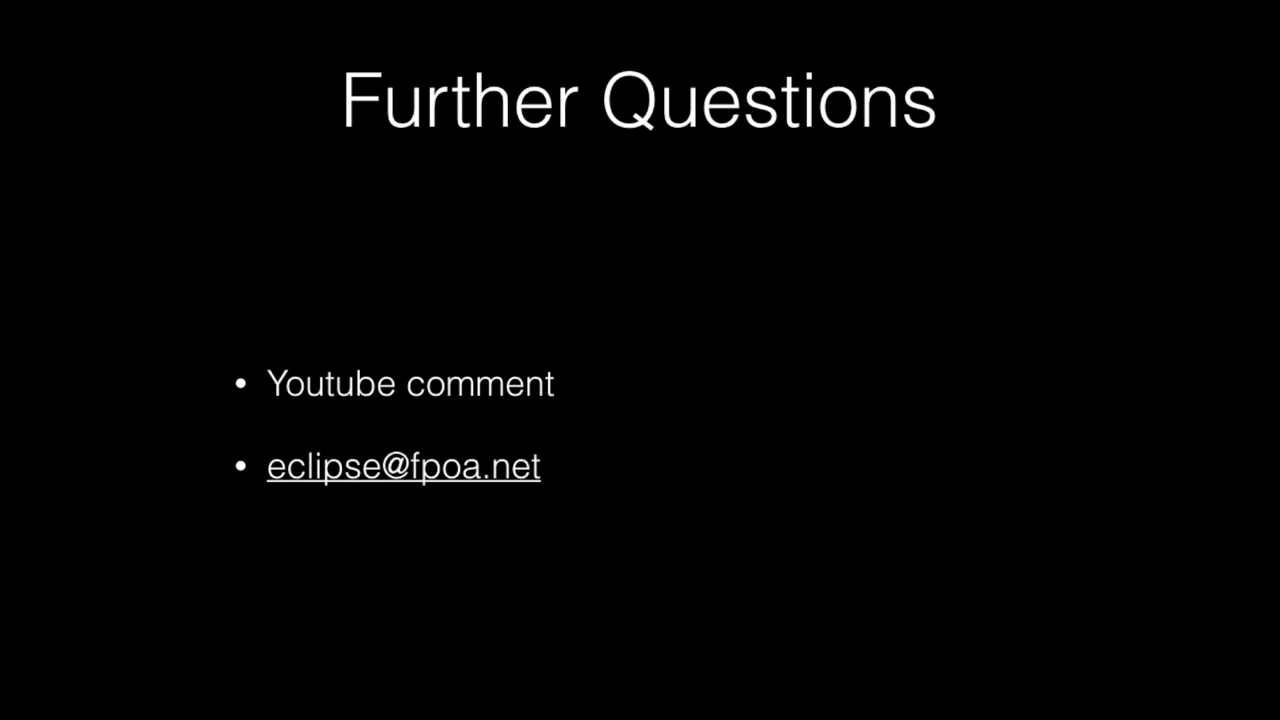 Further Questions
• Youtube comment
• eclipse@fpoa.net